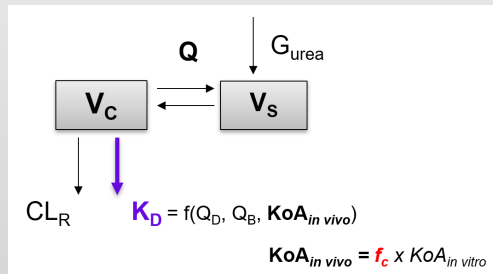 Q
G_urea
V_C
V_S
CL_R
K_D = f(Q_D, Q_B, KoA_in vivo)
KoA_in vivo = f_c x KoA_in vitro